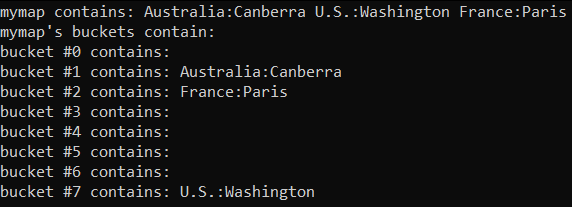 mymap contains: Australia:Canberra U.S.:Washington France:Paris
mymap's buckets contain:
bucket #0 contains:
bucket #1 contains: Australia:Canberra
bucket #2 contains: France:Paris
bucket #3 contains:
bucket #4 contains:
bucket #5 contains:
bucket #6 contains:
bucket #7 contains: U.S.:Washington